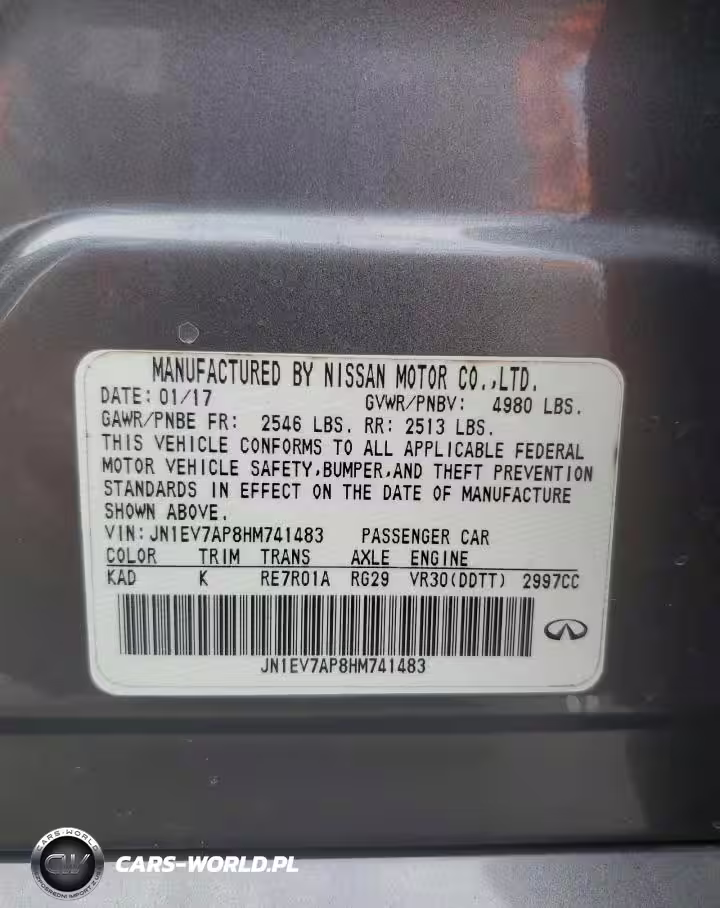 MANUFACTURED BY NISSAN MOTOR CO.,LTD.
DATE: 01/17 GVWR/PNBV: 4980 LBS.
GAWR/PNBE FR: 2546 LBS. RR: 2513 LBS.
THIS VEHICLE CONFORMS TO ALL APPLICABLE FEDERAL
MOTOR VEHICLE SAFETY,BUMPER,AND THEFT PREVENTION
STANDARDS IN EFFECT ON THE DATE OF MANUFACTURE
SHOWN ABOVE.
VIN:JN1EV7AP8HM741483 PASSENGER CAR
COLOR TRIM TRANS AXLE ENGINE
KAD K RE7R01A RG29 VR30(DDTT) 2997CC
JN1EV7AP8HM741483
CARS-WORLD
CW
CARS-WORLD.PL